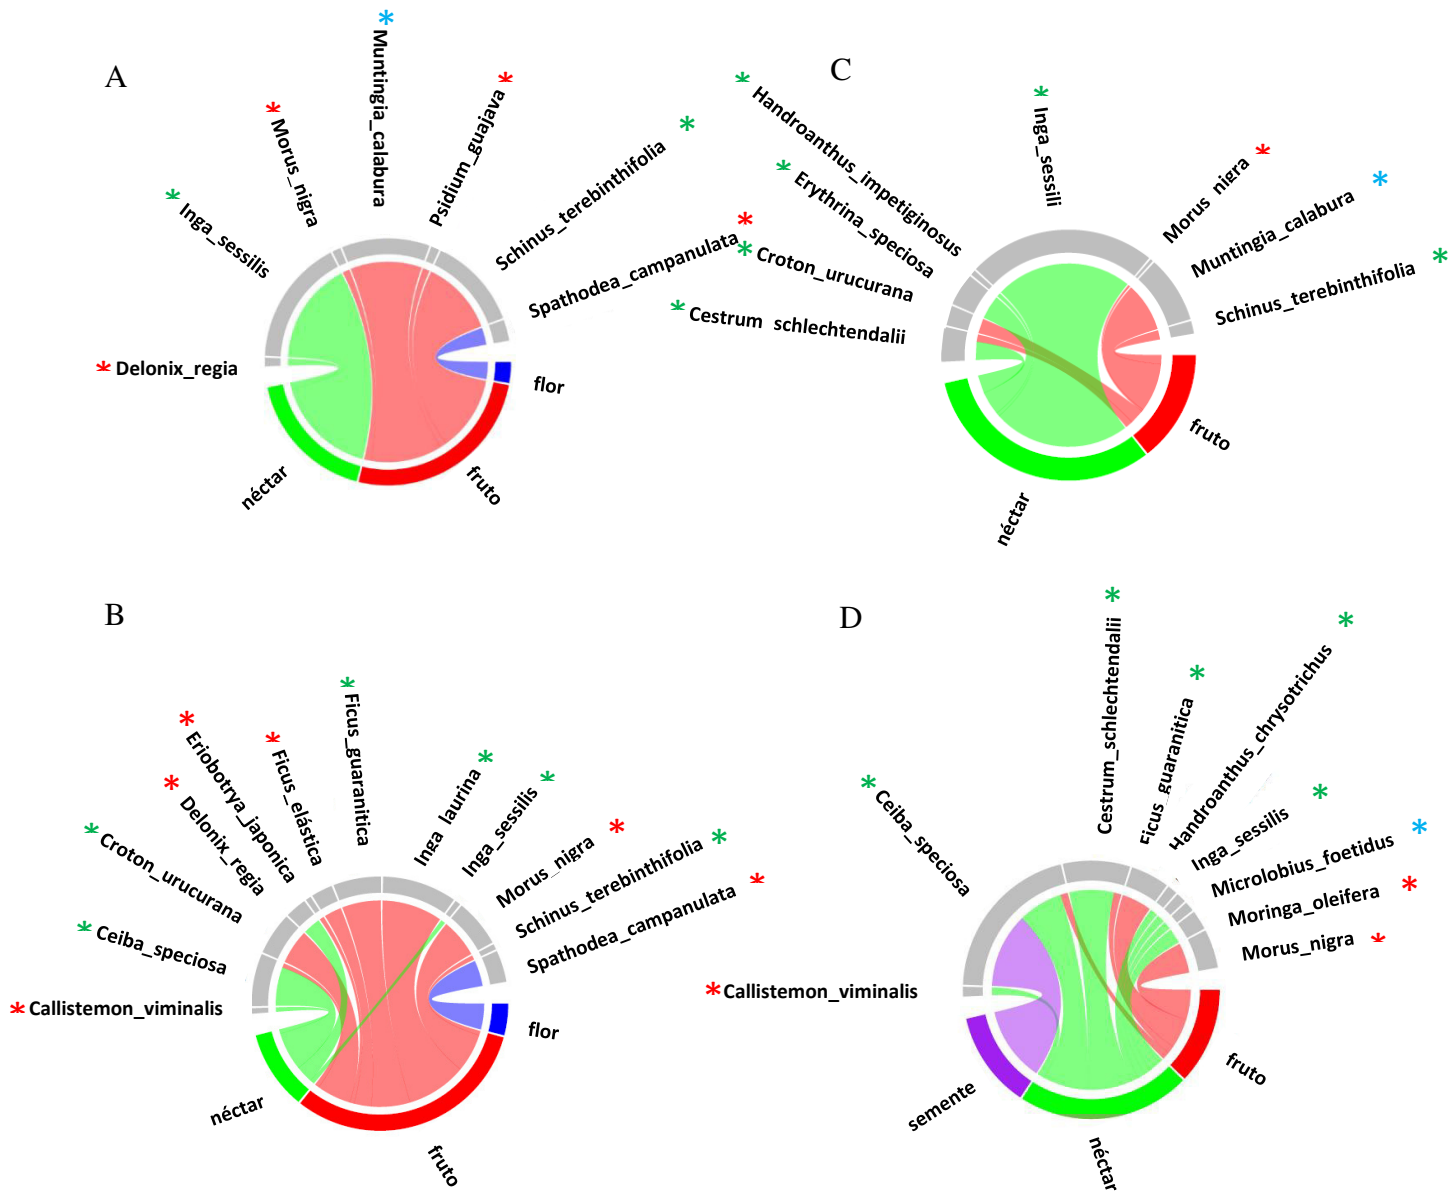 A
Delonix_regia
Inga_sessilis
Morus_nigra
Muntingia_calabura
Psidium_guajava
Schinus_terebinthifolia
Spathodea_campanulata
flor
fruto
néctar
C
Cestrum schlechtendalii
Croton_urucurana
Erythrina_speciosa
Handroanthus_impetiginosus
Inga_sessili
Morus nigra
Muntingia_calabura
Schinus_terebinthifolia
fruto
néctar
B
Callistemon_viminalis
Ceiba_speciosa
Croton_urucurana
Delonix_regia
Eriobotrya_japonica
Ficus_elástica
Ficus_guaranitica
Inga laurina
Inga_sessilis
Morus_nigra
Schinus_terebinthifolia
Spathodea_campanulata
flor
fruto
néctar
D
Callistemon_viminalis
Ceiba_speciosa
Cestrum_schlechtendalii
Ficus_guaranitica
Handroanthus_chrysotrichus
Inga_sessilis
Microlobius_foetidus
Moringa_oleifera
Morus_nigra
fruto
néctar
semente